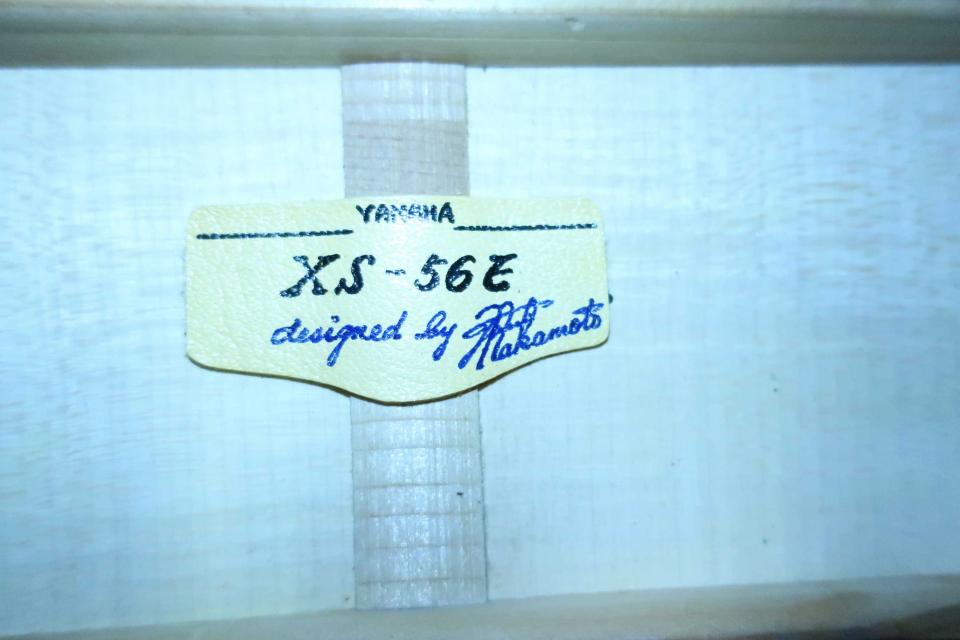 YAMAHA
XS-56E
designed by
Nakamoto